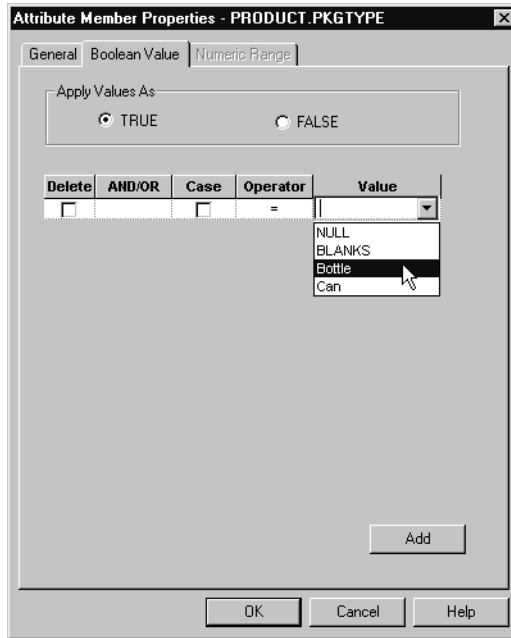 Attribute Member Properties - PRODUCT.PKGTYPE
General Boolean Value Numeric Range
Apply Values As
TRUE FALSE
Delete AND/OR Case Operator Value
=
NULL
BLANKS
Bottle
Can
Add
OK Cancel Help